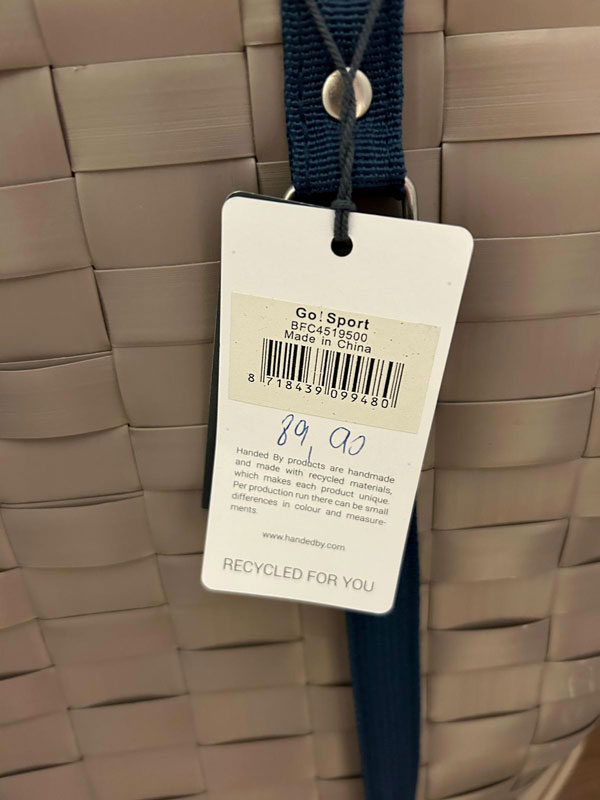 Go! Sport
BFC4519500
Made in China
8 718439 099480
89,90
Handed By products are handmade
and made with recycled materials,
which makes each product unique.
Per production run there can be small
differences in colour and measure-
ments.
www.handedby.com
RECYCLED FOR YOU